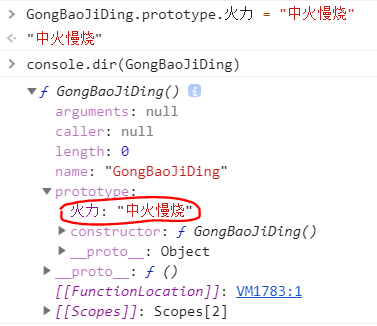 > GongBaoJiDing.prototype.火力 = "中火慢烧"
< "中火慢烧"
> console.dir(GongBaoJiDing)
▼ ƒ GongBaoJiDing() i
arguments: null
caller: null
length: 0
name: "GongBaoJiDing"
▼ prototype:
火力: "中火慢烧"
▶ constructor: ƒ GongBaoJiDing()
▶ __proto__: Object
▶ __proto__: ƒ ()
[[FunctionLocation]]: VM1783:1
▶ [[Scopes]]: Scopes[2]